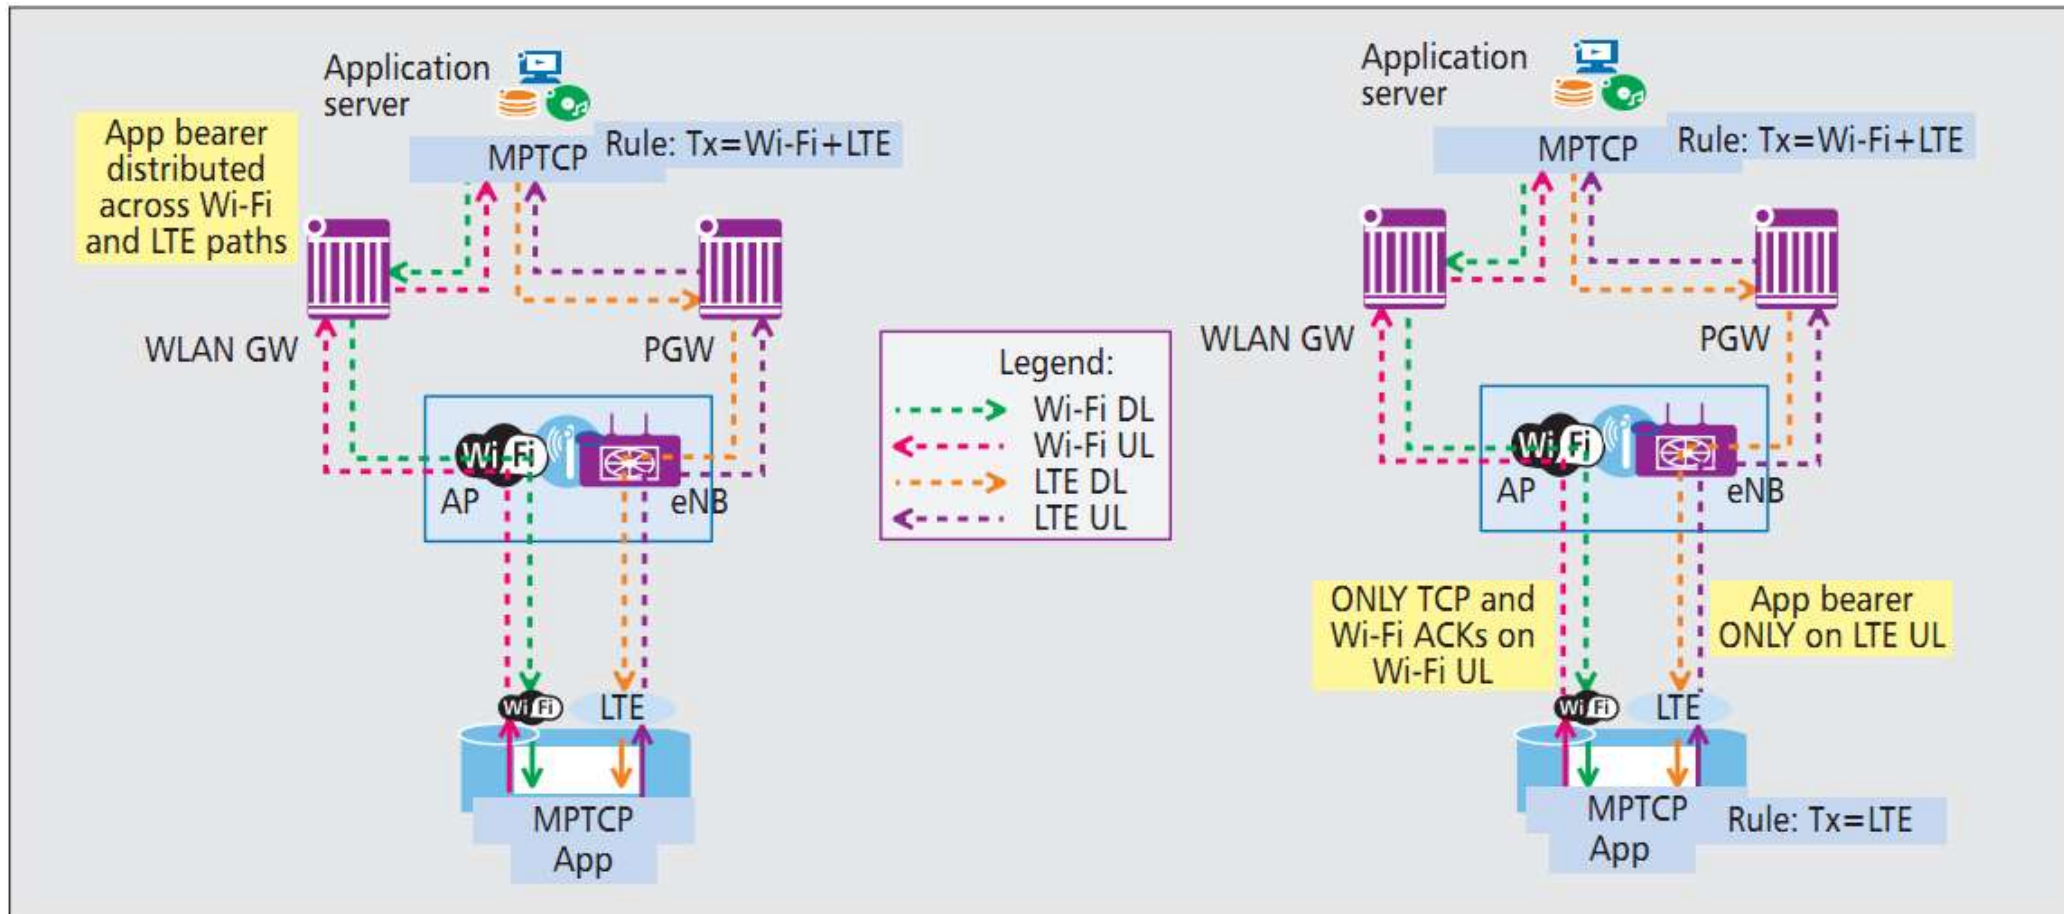 Application
server
App bearer
distributed
across Wi-Fi
and LTE paths
MPTCP
Rule: Tx=Wi-Fi+LTE
WLAN GW
PGW
Wi Fi
AP
eNB
Wi Fi
LTE
MPTCP
App
Legend:
Wi-Fi DL
Wi-Fi UL
LTE DL
LTE UL
Application
server
MPTCP
Rule: Tx=Wi-Fi+LTE
WLAN GW
PGW
Wi Fi
AP
eNB
ONLY TCP and
Wi-Fi ACKs on
Wi-Fi UL
App bearer
ONLY on LTE UL
Wi Fi
LTE
MPTCP
App
Rule: Tx=LTE